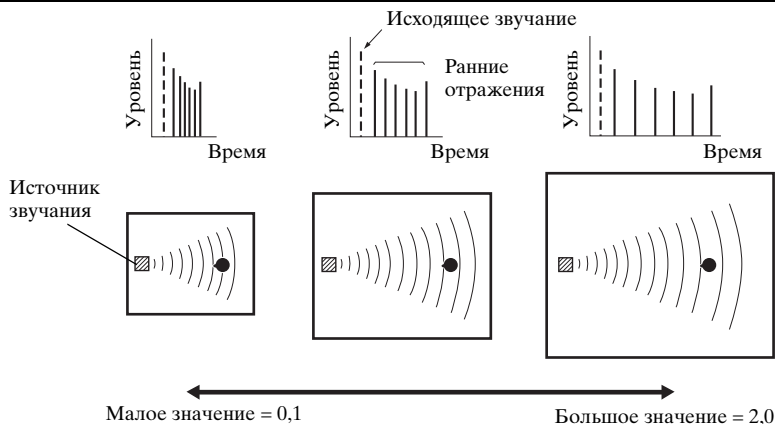 Исходящее звучание
Уровень
Время
Уровень
Ранние
отражения
Время
Уровень
Время
Источник
звучания
Малое значение = 0,1
Большое значение = 2,0